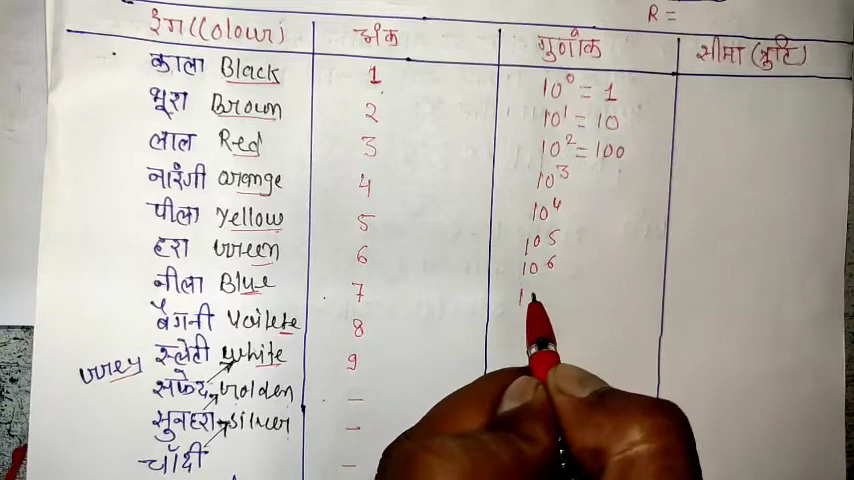 R =
रंग (Colour) अंक गुणांक सीमा (त्रुटि)
काला Black 1 10⁰ = 1
भूरा Brown 2 10¹ = 10
लाल Red 3 10² = 100
नारंगी orange 4 10³
पीला Yellow 5 10⁴
हरा Green 6 10⁵
नीला Blue 7 10⁶
बैगनी Voilete 8 1
Grey स्लेटी White 9
सफेद Golden –
सुनहरा Silver –
चाँदी –